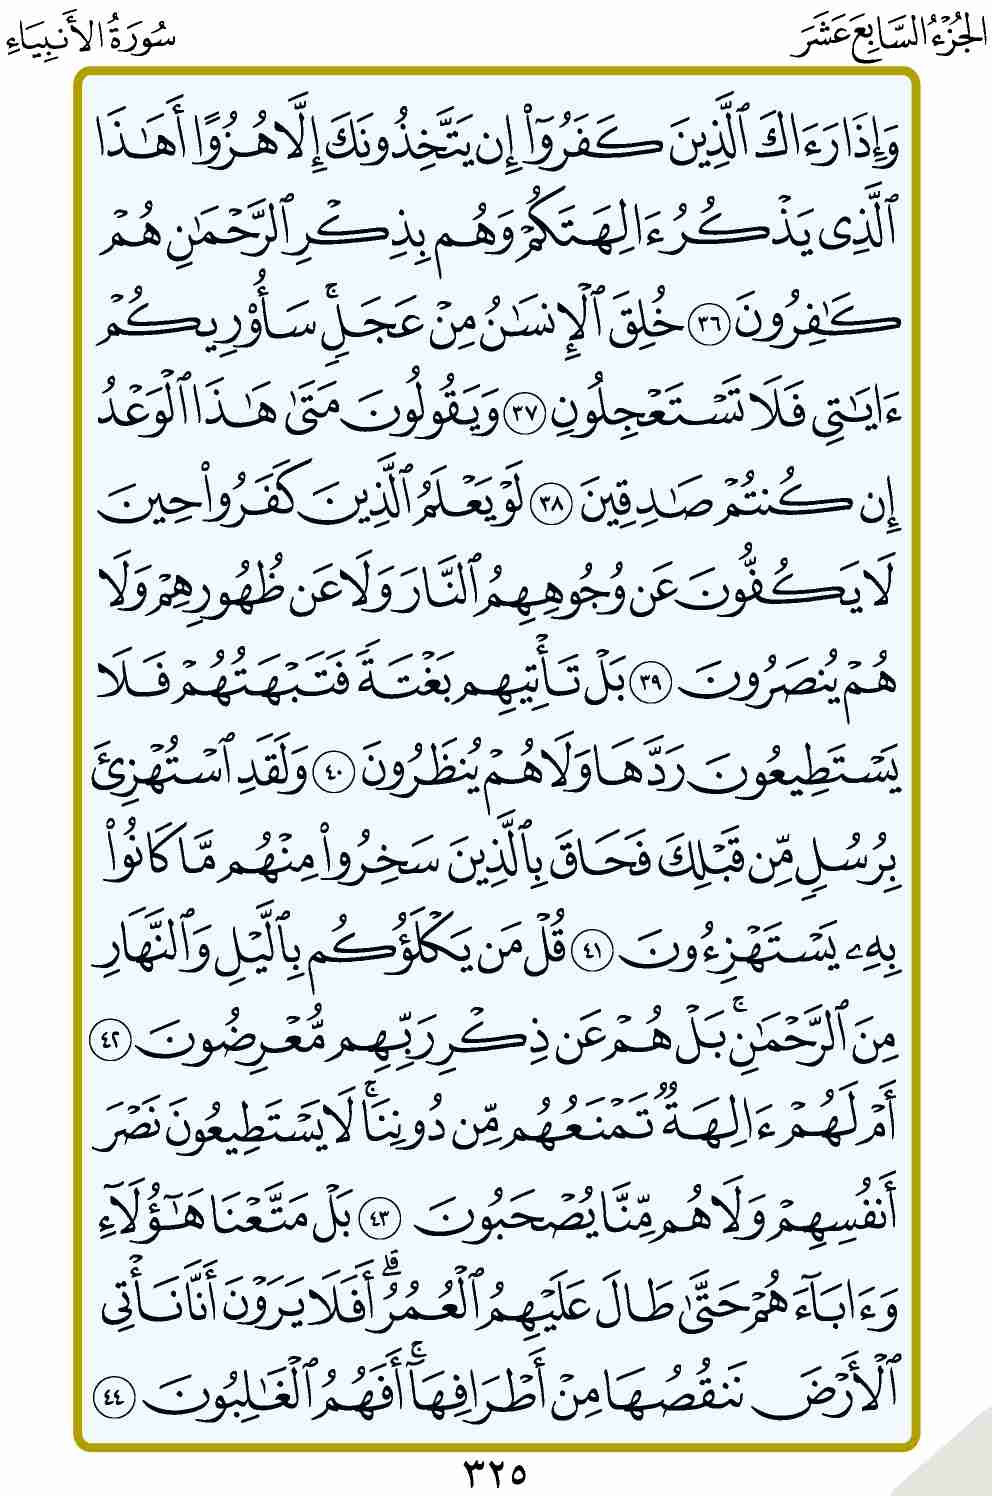 الجُزْءُ السَّابِعَ عَشَرَ
سُورَةُ الأَنبِيَاءِ
وَإِذَا رَءَاكَ ٱلَّذِينَ كَفَرُوٓا۟ إِن يَتَّخِذُونَكَ إِلَّا هُزُوًا أَهَـٰذَا
ٱلَّذِى يَذْكُرُ ءَالِهَتَكُمْ وَهُم بِذِكْرِ ٱلرَّحْمَـٰنِ هُمْ
كَـٰفِرُونَ ٣٦ خُلِقَ ٱلْإِنسَـٰنُ مِنْ عَجَلٍ ۚ سَأُو۟رِيكُمْ
ءَايَـٰتِى فَلَا تَسْتَعْجِلُونِ ٣٧ وَيَقُولُونَ مَتَىٰ هَـٰذَا ٱلْوَعْدُ
إِن كُنتُمْ صَـٰدِقِينَ ٣٨ لَوْ يَعْلَمُ ٱلَّذِينَ كَفَرُوا۟ حِينَ
لَا يَكُفُّونَ عَن وُجُوهِهِمُ ٱلنَّارَ وَلَا عَن ظُهُورِهِمْ وَلَا
هُمْ يُنصَرُونَ ٣٩ بَلْ تَأْتِيهِم بَغْتَةً فَتَبْهَتُهُمْ فَلَا
يَسْتَطِيعُونَ رَدَّهَا وَلَا هُمْ يُنظَرُونَ ٤٠ وَلَقَدِ ٱسْتُهْزِئَ
بِرُسُلٍ مِّن قَبْلِكَ فَحَاقَ بِٱلَّذِينَ سَخِرُوا۟ مِنْهُم مَّا كَانُوا۟
بِهِۦ يَسْتَهْزِءُونَ ٤١ قُلْ مَن يَكْلَؤُكُم بِٱلَّيْلِ وَٱلنَّهَارِ
مِنَ ٱلرَّحْمَـٰنِ ۚ بَلْ هُمْ عَن ذِكْرِ رَبِّهِم مُّعْرِضُونَ ٤٢
أَمْ لَهُمْ ءَالِهَةٌ تَمْنَعُهُم مِّن دُونِنَا ۚ لَا يَسْتَطِيعُونَ نَصْرَ
أَنفُسِهِمْ وَلَا هُم مِّنَّا يُصْحَبُونَ ٤٣ بَلْ مَتَّعْنَا هَـٰٓؤُلَآءِ
وَءَابَآءَهُمْ حَتَّىٰ طَالَ عَلَيْهِمُ ٱلْعُمُرُ ۗ أَفَلَا يَرَوْنَ أَنَّا نَأْتِى
ٱلْأَرْضَ نَنقُصُهَا مِنْ أَطْرَافِهَآ ۚ أَفَهُمُ ٱلْغَـٰلِبُونَ ٤٤
٣٢٥